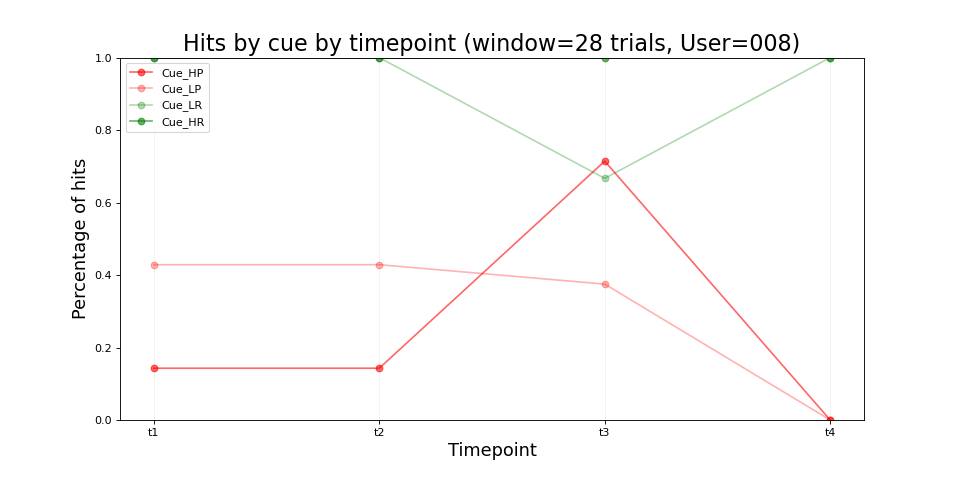 Hits by cue by timepoint (window=28 trials, User=008)
Percentage of hits
1.0
0.8
0.6
0.4
0.2
0.0
Cue_HP
Cue_LP
Cue_LR
Cue_HR
t1 t2 t3 t4
Timepoint